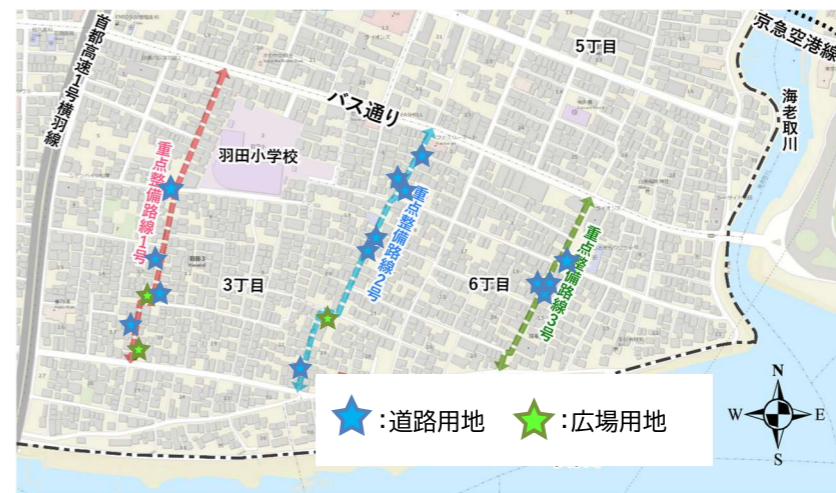 首都高速1号横羽線
5丁目
京急空港線
海老取川
バス通り
羽田小学校
重点整備路線1号
重点整備路線2号
重点整備路線3号
3丁目
6丁目
:道路用地
:広場用地
N
W
E
S